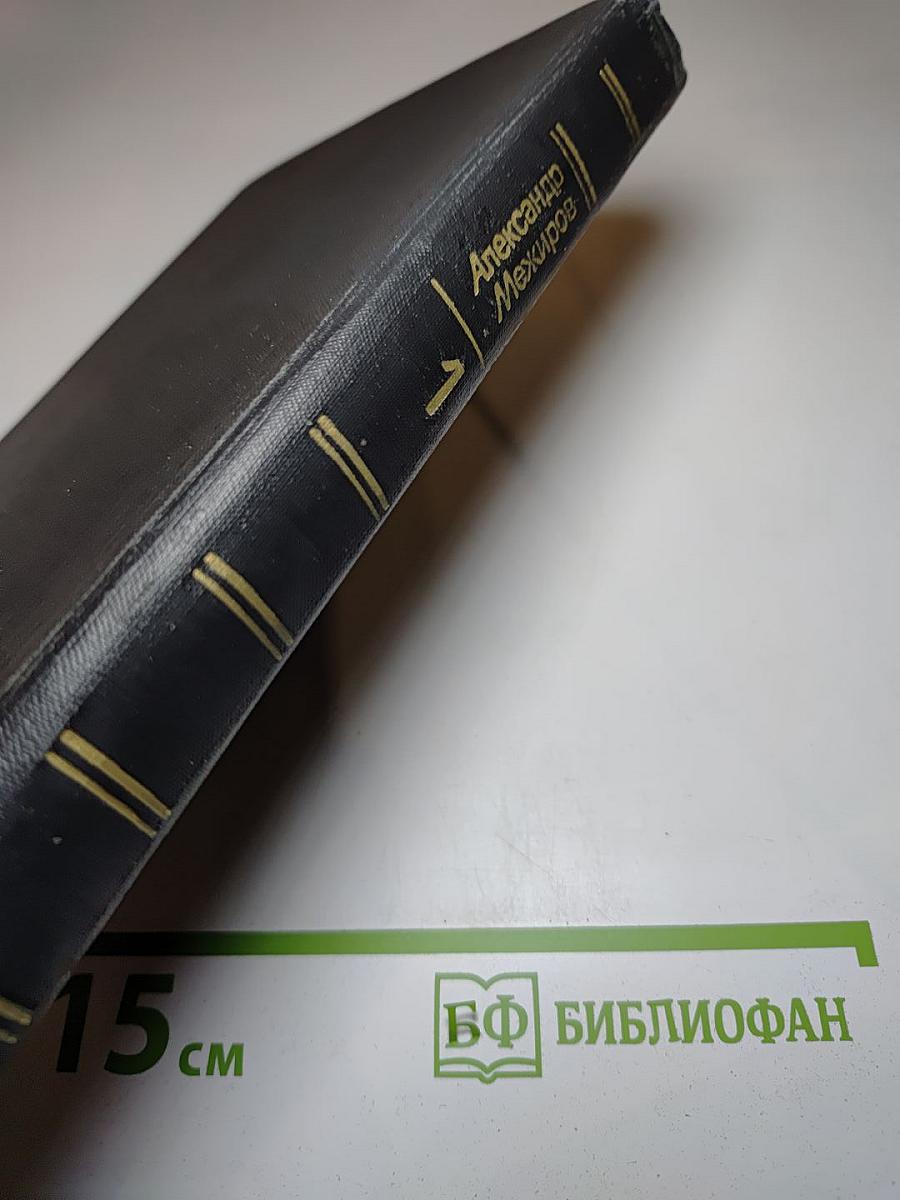 Александр
Межиров
1
15 см
БФ БИБЛИОФАН